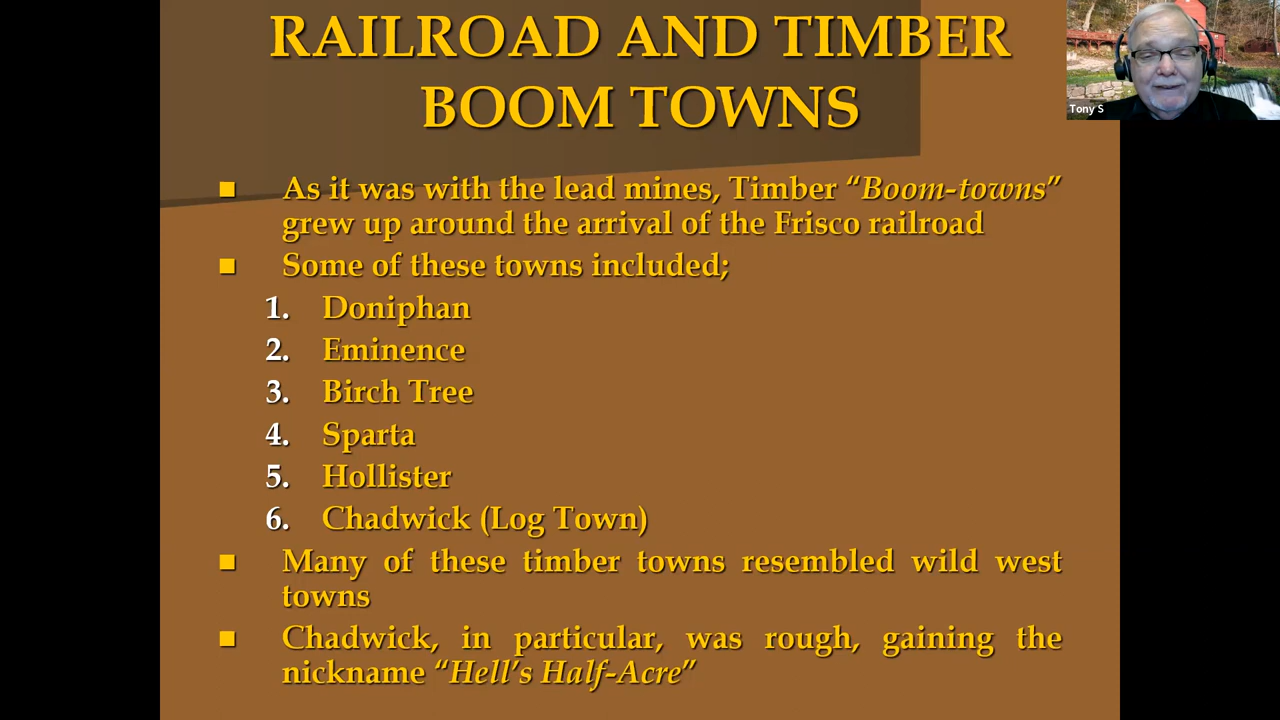 RAILROAD AND TIMBER
BOOM TOWNS
Tony S
■ As it was with the lead mines, Timber “Boom-towns”
grew up around the arrival of the Frisco railroad
■ Some of these towns included;
1. Doniphan
2. Eminence
3. Birch Tree
4. Sparta
5. Hollister
6. Chadwick (Log Town)
■ Many of these timber towns resembled wild west
towns
■ Chadwick, in particular, was rough, gaining the
nickname “Hell’s Half-Acre”